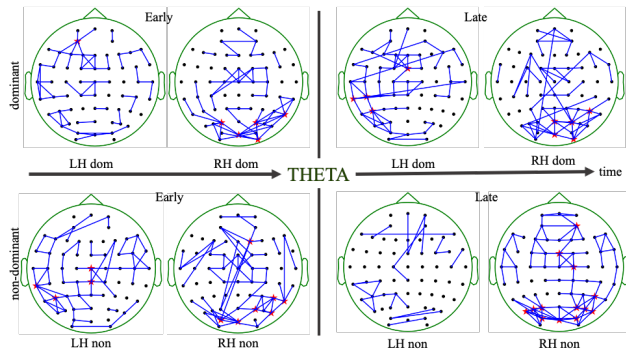 Early
Late
dominant
LH dom
RH dom
LH dom
RH dom
THETA
time
Early
Late
non-dominant
LH non
RH non
LH non
RH non